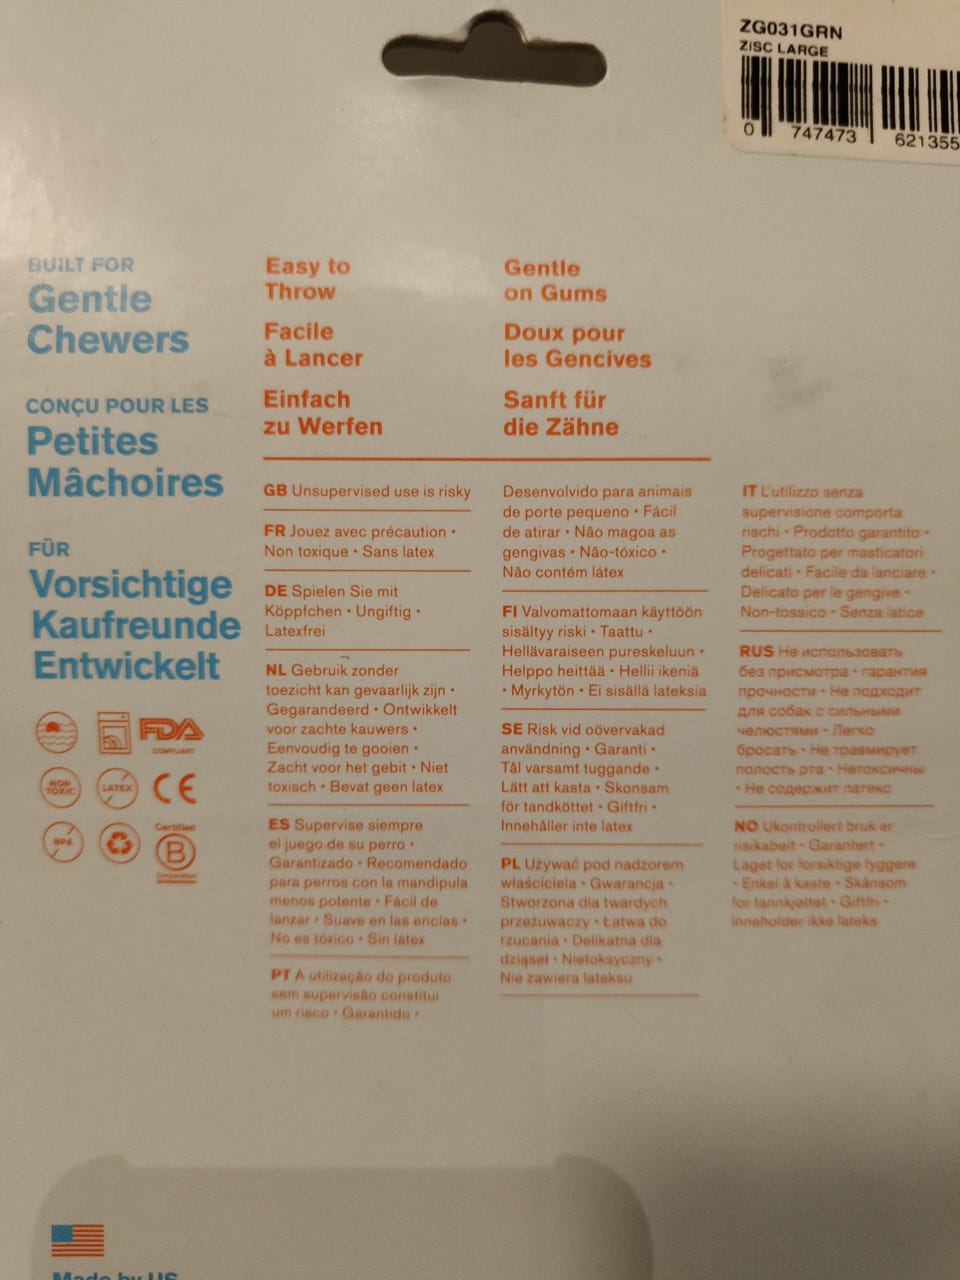 ZG031GRN
ZISC LARGE
0 747473 621355
BUILT FOR
Gentle
Chewers
CONÇU POUR LES
Petites
Mâchoires
FÜR
Vorsichtige
Kaufreunde
Entwickelt
FDA
COMPLIANT
NON
TOXIC
LATEX
CE
BPA
Certified
B
Corporation
Easy to
Throw
Facile
à Lancer
Einfach
zu Werfen
Gentle
on Gums
Doux pour
les Gencives
Sanft für
die Zähne
GB Unsupervised use is risky
FR Jouez avec précaution •
Non toxique • Sans latex
DE Spielen Sie mit
Köppfchen • Ungiftig •
Latexfrei
NL Gebruik zonder
toezicht kan gevaarlijk zijn •
Gegarandeerd • Ontwikkelt
voor zachte kauwers •
Eenvoudig te gooien •
Zacht voor het gebit • Niet
toxisch • Bevat geen latex
ES Supervise siempre
el juego de su perro •
Garantizado • Recomendado
para perros con la mandipula
menos potente • Fácil de
lanzar • Suave en las encías •
No es tóxico • Sin látex
PT A utilização do produto
sem supervisão constitui
um risco • Garantido •
Desenvolvido para animais
de porte pequeno • Fácil
de atirar • Não magoa as
gengivas • Não-tóxico •
Não contém látex
FI Valvomattomaan käyttöön
sisältyy riski • Taattu •
Hellävaraiseen pureskeluun •
Helppo heittää • Hellii ikeniä
• Myrkytön • Ei sisällä lateksia
SE Risk vid oövervakad
användning • Garanti •
Tål varsamt tuggande •
Lätt att kasta • Skonsam
för tandköttet • Giftfri •
Innehåller inte latex
PL Używać pod nadzorem
właściciela • Gwarancja •
Stworzona dla twardych
przeżuwaczy • Łatwa do
rzucania • Delikatna dla
dziąseł • Nietoksyczny •
Nie zawiera lateksu
IT L'utilizzo senza
supervisione comporta
rischi • Prodotto garantito •
Progettato per masticatori
delicati • Facile da lanciare •
Delicato per le gengive •
Non-tossico • Senza latice
RUS Не использовать
без присмотра • гарантия
прочности • Не подходит
для собак с сильными
челюстями • Легко
бросать • Не травмирует
полость рта • Нетоксичны
• Не содержит латекс
NO Ukontrollert bruk er
risikabelt • Garantert •
Laget for forsiktige tyggere
• Enkel å kaste • Skånsom
for tannkjøttet • Giftfri •
Inneholder ikke lateks
Made by US